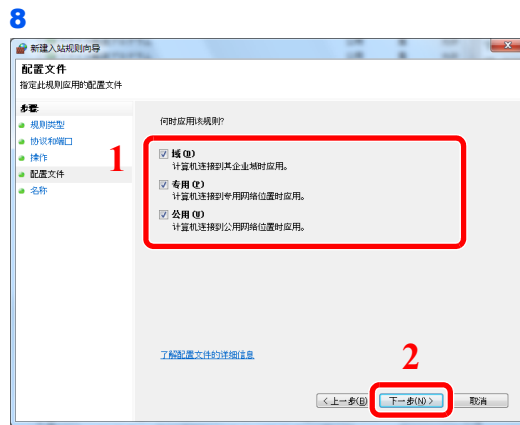 8
新建入站规则向导
配置文件
指定此规则应用的配置文件
步骤:
规则类型
协议和端口
操作
配置文件
名称
何时应用该规则?
1
域(D)
计算机连接到其企业域时应用。
专用(P)
计算机连接到专用网络位置时应用。
公用(U)
计算机连接到公用网络位置时应用。
了解配置文件的详细信息
2
< 上一步(B)
下一步(N) >
取消